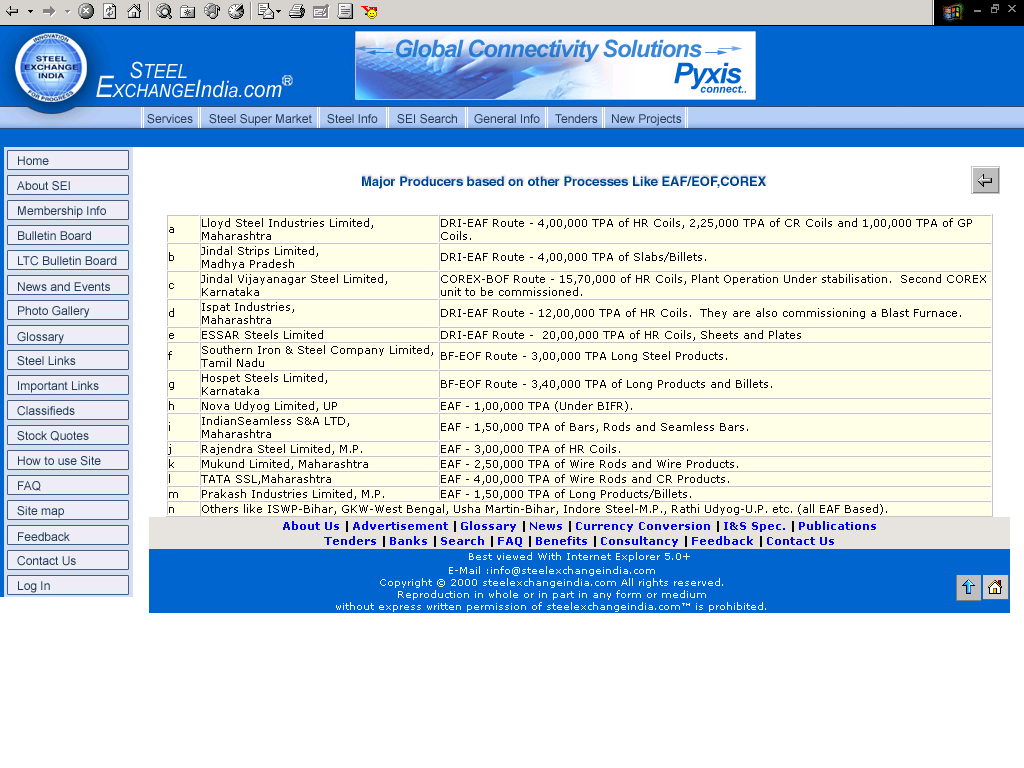 INNOVATION
STEEL
EXCHANGE
INDIA
FOR PROGRESS
STEEL
EXCHANGEIndia.com®
Global Connectivity Solutions
Pyxis
connect..
Services Steel Super Market Steel Info SEI Search General Info Tenders New Projects
Home
About SEI
Membership Info
Bulletin Board
LTC Bulletin Board
News and Events
Photo Gallery
Glossary
Steel Links
Important Links
Classifieds
Stock Quotes
How to use Site
FAQ
Site map
Feedback
Contact Us
Log In
Major Producers based on other Processes Like EAF/EOF,COREX
a Lloyd Steel Industries Limited, Maharashtra DRI-EAF Route - 4,00,000 TPA of HR Coils, 2,25,000 TPA of CR Coils and 1,00,000 TPA of GP Coils.
b Jindal Strips Limited, Madhya Pradesh DRI-EAF Route - 4,00,000 TPA of Slabs/Billets.
c Jindal Vijayanagar Steel Limited, Karnataka COREX-BOF Route - 15,70,000 of HR Coils, Plant Operation Under stabilisation. Second COREX unit to be commissioned.
d Ispat Industries, Maharashtra DRI-EAF Route - 12,00,000 TPA of HR Coils. They are also commissioning a Blast Furnace.
e ESSAR Steels Limited DRI-EAF Route - 20,00,000 TPA of HR Coils, Sheets and Plates
f Southern Iron & Steel Company Limited, Tamil Nadu BF-EOF Route - 3,00,000 TPA Long Steel Products.
g Hospet Steels Limited, Karnataka BF-EOF Route - 3,40,000 TPA of Long Products and Billets.
h Nova Udyog Limited, UP EAF - 1,00,000 TPA (Under BIFR).
i IndianSeamless S&A LTD, Maharashtra EAF - 1,50,000 TPA of Bars, Rods and Seamless Bars.
j Rajendra Steel Limited, M.P. EAF - 3,00,000 TPA of HR Coils.
k Mukund Limited, Maharashtra EAF - 2,50,000 TPA of Wire Rods and Wire Products.
l TATA SSL,Maharashtra EAF - 4,00,000 TPA of Wire Rods and CR Products.
m Prakash Industries Limited, M.P. EAF - 1,50,000 TPA of Long Products/Billets.
n Others like ISWP-Bihar, GKW-West Bengal, Usha Martin-Bihar, Indore Steel-M.P., Rathi Udyog-U.P. etc. (all EAF Based).
About Us | Advertisement | Glossary | News | Currency Conversion | I&S Spec. | Publications
Tenders | Banks | Search | FAQ | Benefits | Consultancy | Feedback | Contact Us
Best viewed With Internet Explorer 5.0+
E-Mail :info@steelexchangeindia.com
Copyright © 2000 steelexchangeindia.com All rights reserved.
Reproduction in whole or in part in any form or medium
without express written permission of steelexchangeindia.com™ is prohibited.